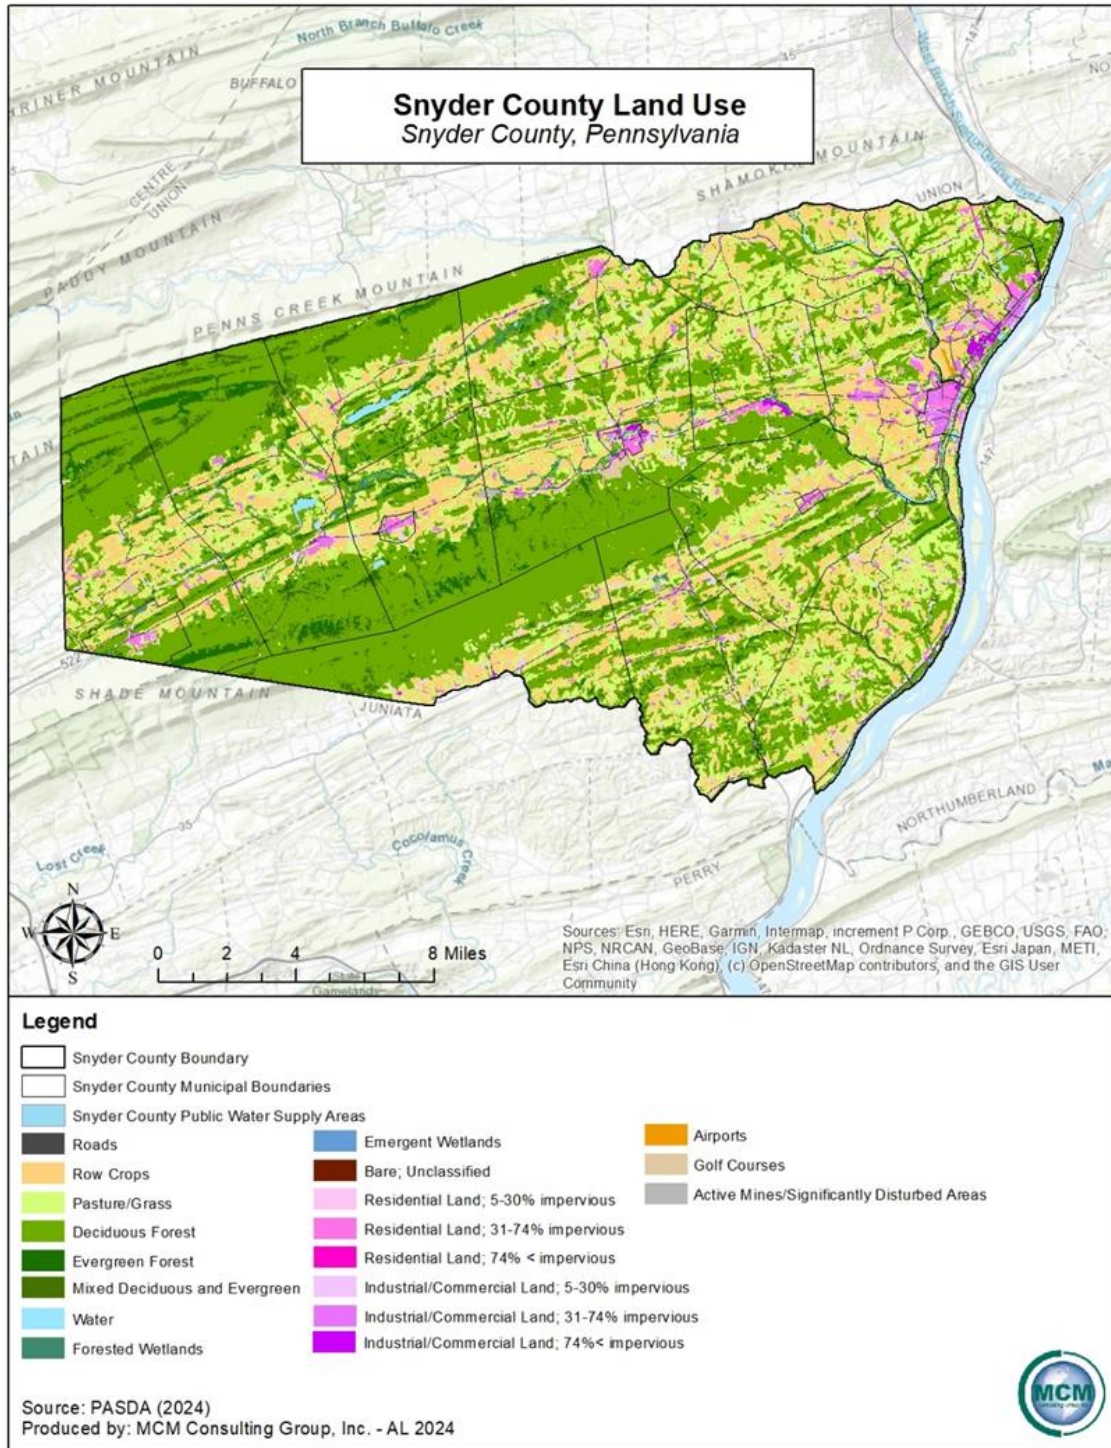 North Branch Buffalo Creek
West Branch Susquehanna River
147
35
BUFFALO
Snyder County Land Use
Snyder County, Pennsylvania
SHAMOKIN MOUNTAIN
CENTRE
UNION
UNION
PADDY MOUNTAIN
PENNS CREEK MOUNTAIN
147
522
SHADE MOUNTAIN
JUNIATA
NORTHUMBERLAND
35
Lost Creek
Cocolamus Creek
PERRY
N
W E
S
0 2 4 8 Miles
State
Gamelands
Sources: Esri, HERE, Garmin, Intermap, increment P Corp., GEBCO, USGS, FAO,
NPS, NRCAN, GeoBase, IGN, Kadaster NL, Ordnance Survey, Esri Japan, METI,
Esri China (Hong Kong), (c) OpenStreetMap contributors, and the GIS User
Community
147
Legend
Snyder County Boundary
Snyder County Municipal Boundaries
Snyder County Public Water Supply Areas
Roads
Row Crops
Pasture/Grass
Deciduous Forest
Evergreen Forest
Mixed Deciduous and Evergreen
Water
Forested Wetlands
Emergent Wetlands
Bare; Unclassified
Residential Land; 5-30% impervious
Residential Land; 31-74% impervious
Residential Land; 74% < impervious
Industrial/Commercial Land; 5-30% impervious
Industrial/Commercial Land; 31-74% impervious
Industrial/Commercial Land; 74%< impervious
Airports
Golf Courses
Active Mines/Significantly Disturbed Areas
Source: PASDA (2024)
Produced by: MCM Consulting Group, Inc. - AL 2024
MCM